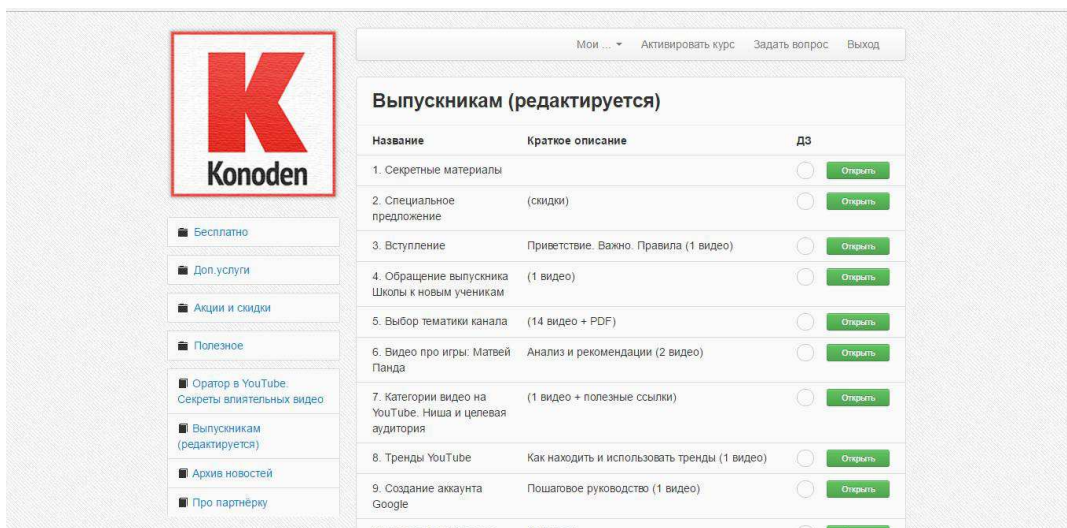 Мои ...
Активировать курс
Задать вопрос
Выход
K
Konoden
Бесплатно
Доп.услуги
Акции и скидки
Полезное
Оратор в YouTube.
Секреты влиятельных видео
Выпускникам
(редактируется)
Архив новостей
Про партнёрку
Выпускникам (редактируется)
Название Краткое описание ДЗ
1. Секретные материалы Открыть
2. Специальное (скидки) Открыть
предложение
3. Вступление Приветствие. Важно. Правила (1 видео) Открыть
4. Обращение выпускника (1 видео) Открыть
Школы к новым ученикам
5. Выбор тематики канала (14 видео + PDF) Открыть
6. Видео про игры: Матвей Анализ и рекомендации (2 видео) Открыть
Панда
7. Категории видео на (1 видео + полезные ссылки) Открыть
YouTube. Ниша и целевая
аудитория
8. Тренды YouTube Как находить и использовать тренды (1 видео) Открыть
9. Создание аккаунта Пошаговое руководство (1 видео) Открыть
Google